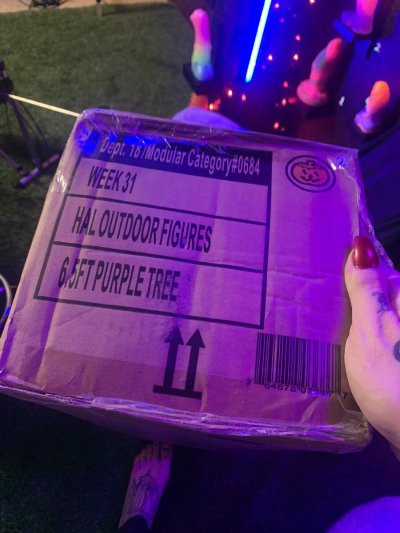 Dept. 18 /Modular Category#0684
WEEK 31
HAL OUTDOOR FIGURES
6.5FT PURPLE TREE